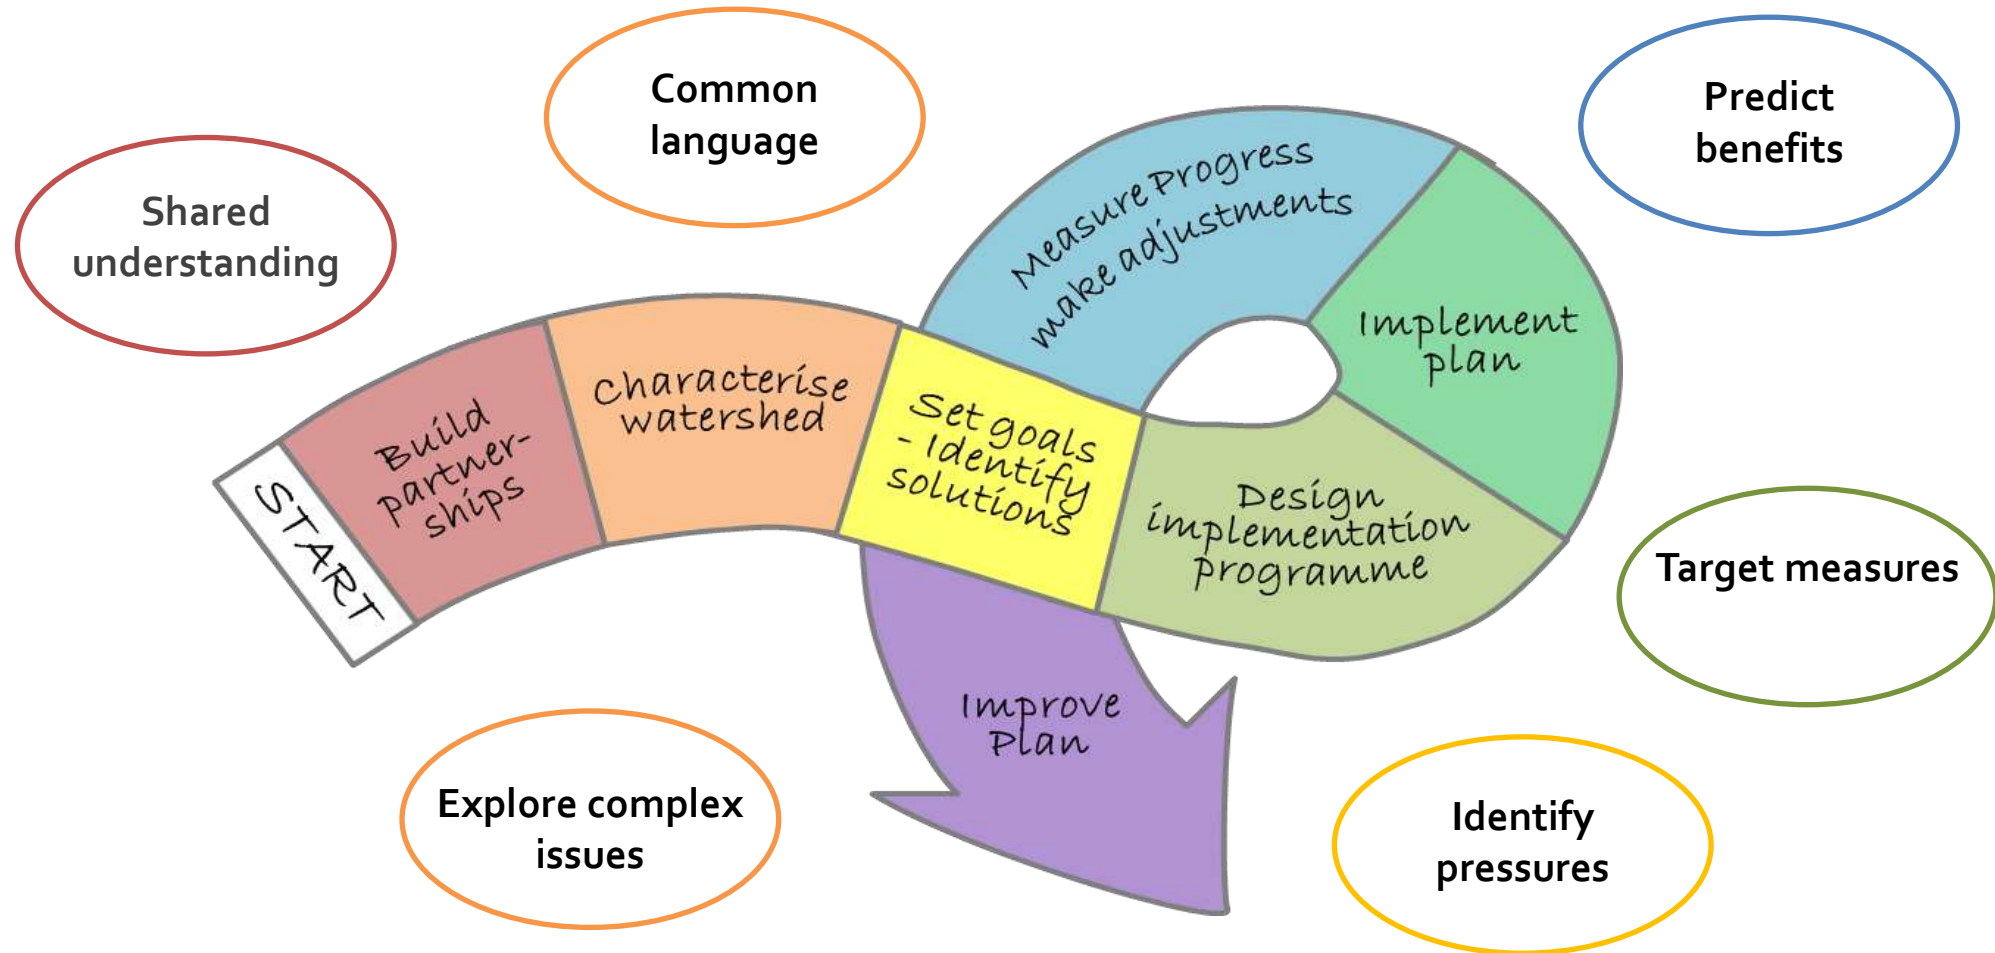 Common
language
Predict
benefits
Shared
understanding
Measure Progress
make adjustments
Implement
plan
Characterise
watershed
Build
partner-
ships
Set goals
- Identify
solutions
START
Design
implementation
programme
Target measures
Improve
Plan
Explore complex
issues
Identify
pressures